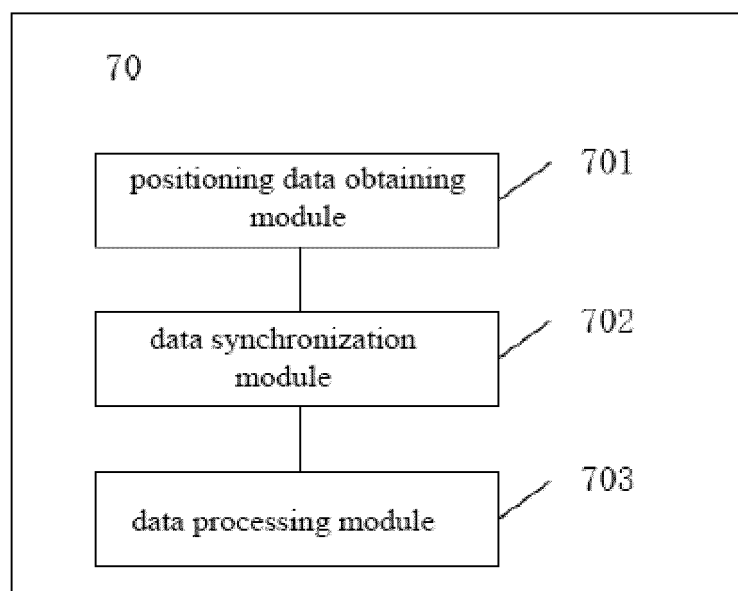 70
positioning data obtaining
module
701
data synchronization
module
702
data processing module
703